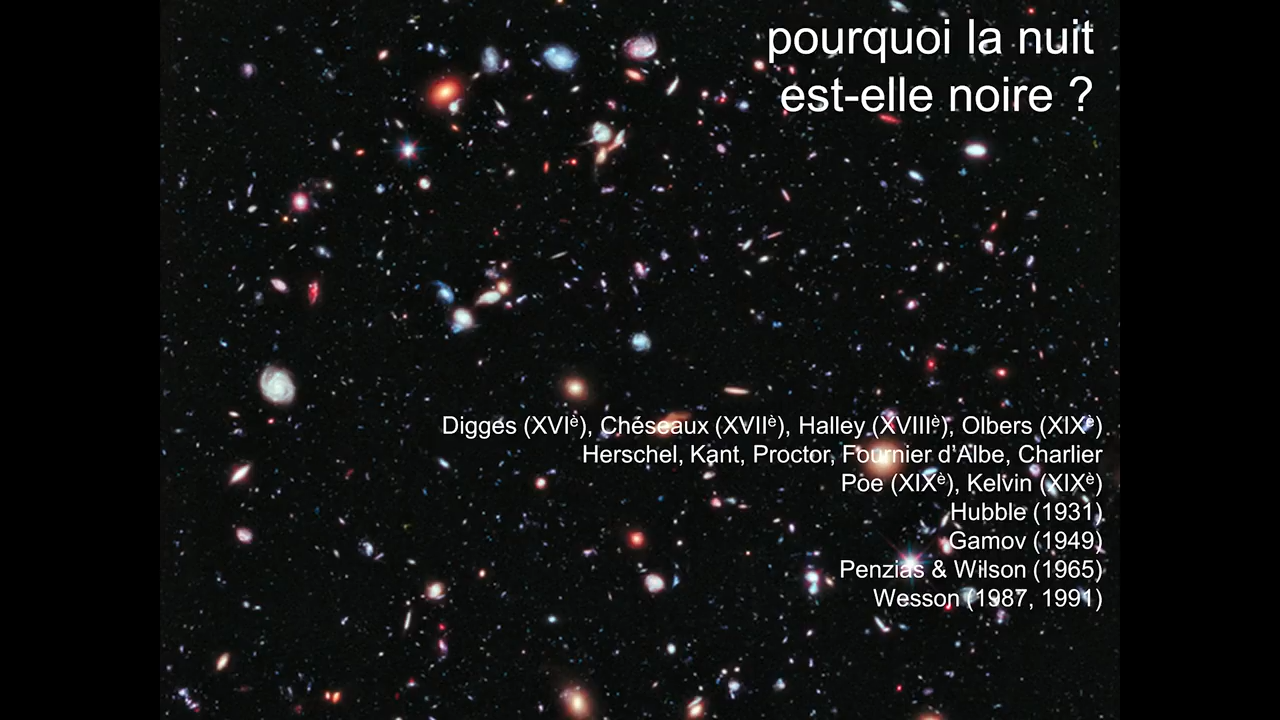 pourquoi la nuit
est-elle noire ?
Digges (XVIè), Chéseaux (XVIIè), Halley (XVIIIè), Olbers (XIXè)
Herschel, Kant, Proctor, Fournier d'Albe, Charlier
Poe (XIXè), Kelvin (XIXè)
Hubble (1931)
Gamov (1949)
Penzias & Wilson (1965)
Wesson (1987, 1991)